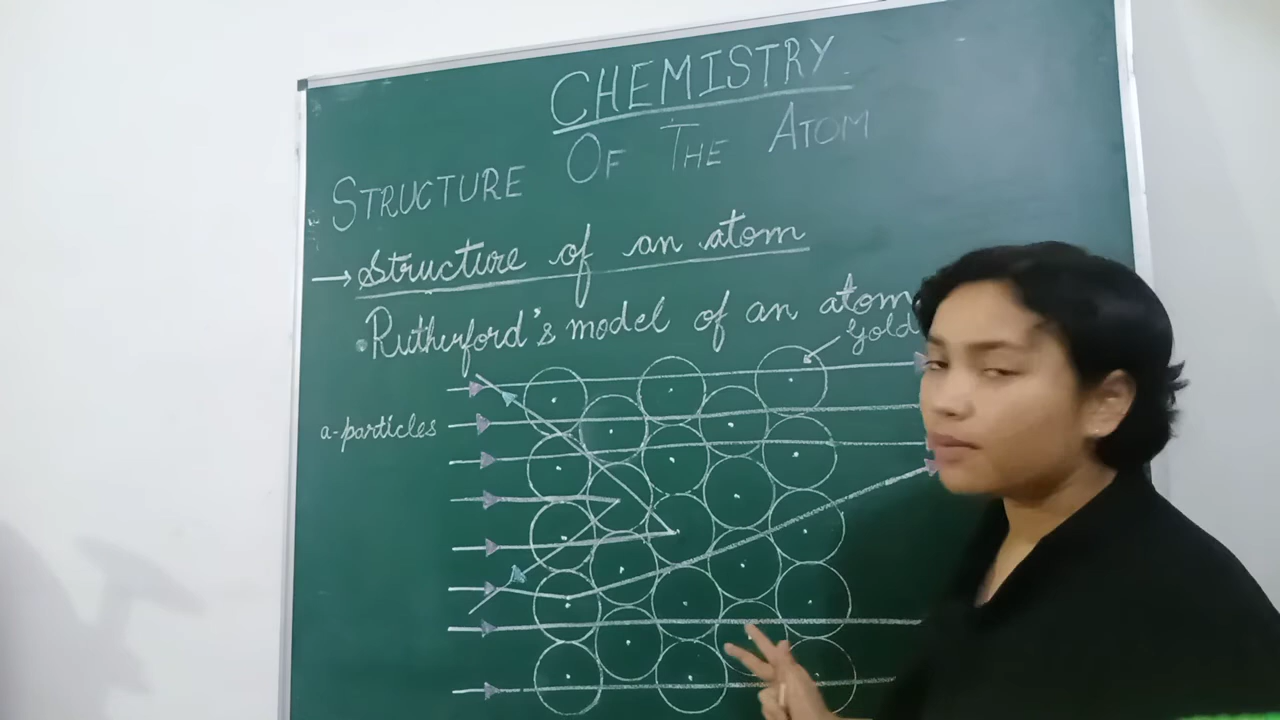 CHEMISTRY
STRUCTURE OF THE ATOM
→ Structure of an atom
• Rutherford's model of an atom
Gold
a-particles